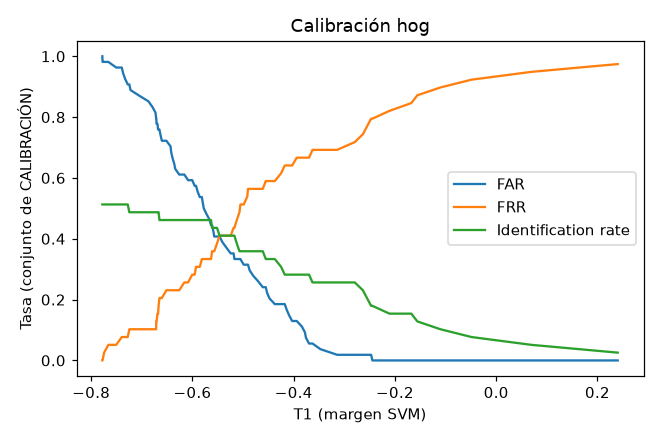 Calibración hog
Tasa (conjunto de CALIBRACIÓN)
1.0
0.8
0.6
0.4
0.2
0.0
FAR
FRR
Identification rate
−0.8 −0.6 −0.4 −0.2 0.0 0.2
T1 (margen SVM)